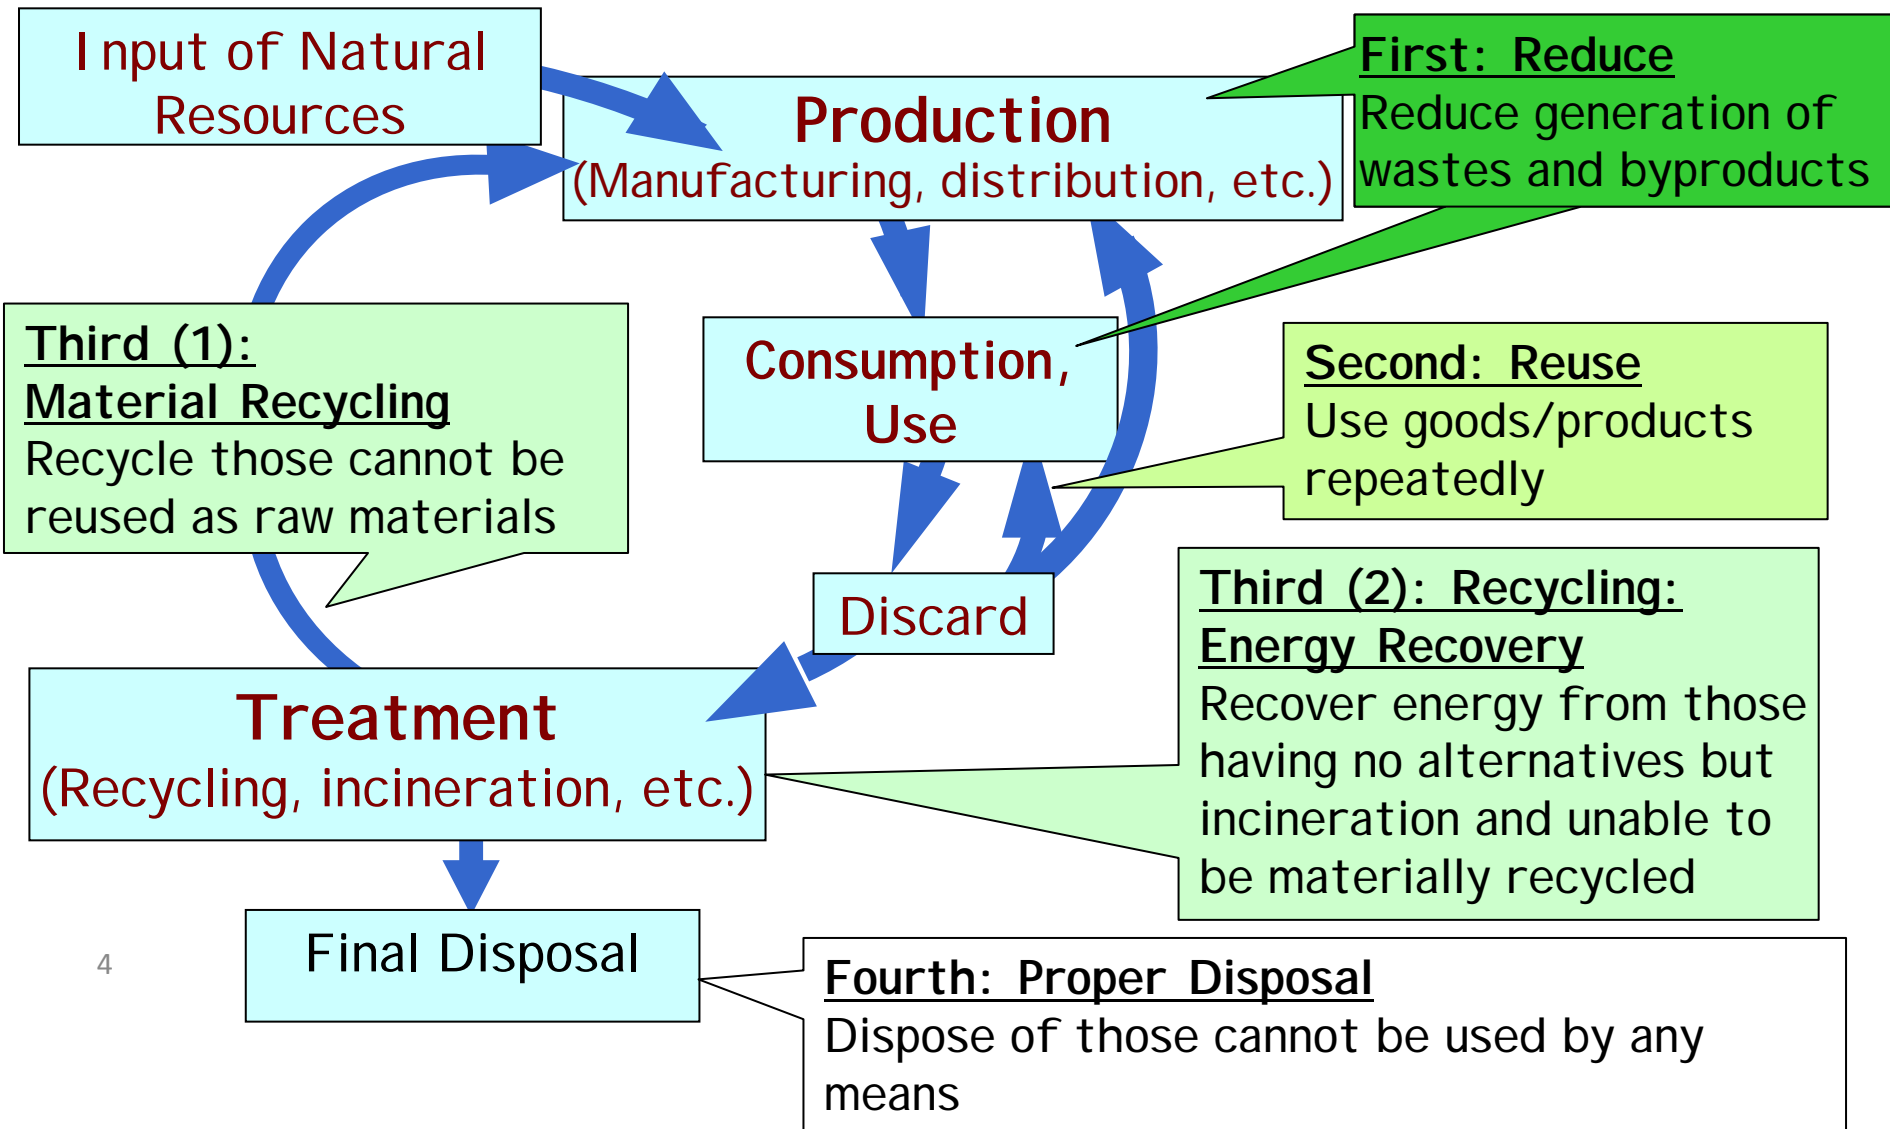 Input of Natural
Resources
Production
(Manufacturing, distribution, etc.)
First: Reduce
Reduce generation of
wastes and byproducts
Third (1):
Material Recycling
Recycle those cannot be
reused as raw materials
Consumption,
Use
Second: Reuse
Use goods/products
repeatedly
Discard
Third (2): Recycling:
Energy Recovery
Recover energy from those
having no alternatives but
incineration and unable to
be materially recycled
Treatment
(Recycling, incineration, etc.)
Final Disposal
4
Fourth: Proper Disposal
Dispose of those cannot be used by any
means